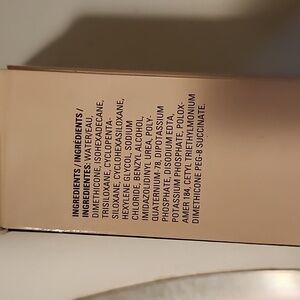 INGREDIENTS / INGRÉDIENTS /
INGREDIENTES: WATER/EAU,
DIMETHICONE, ISOHEXADECANE,
TRISILOXANE, CYCLOPENTA-
SILOXANE, CYCLOHEXASILOXANE,
HEXYLENE GLYCOL, SODIUM
CHLORIDE, BENZYL ALCOHOL,
IMIDAZOLIDINYL UREA, POLY-
QUATERNIUM-78, DIPOTASSIUM
PHOSPHATE, DISODIUM EDTA,
POTASSIUM PHOSPHATE, POLOX-
AMER 184, CETYL TRIETHYLMONIUM
DIMETHICONE PEG-8 SUCCINATE.